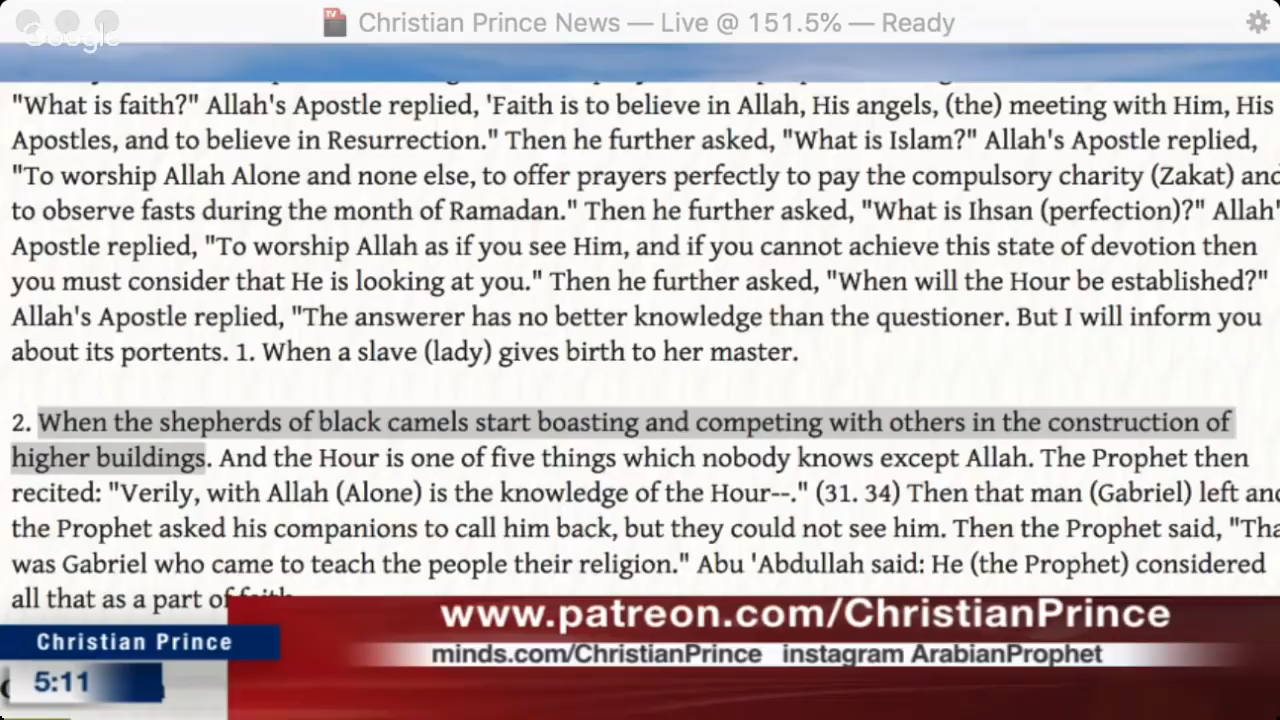 Christian Prince News — Live @ 151.5% — Ready
Google
"What is faith?" Allah's Apostle replied, 'Faith is to believe in Allah, His angels, (the) meeting with Him, His
Apostles, and to believe in Resurrection." Then he further asked, "What is Islam?" Allah's Apostle replied,
"To worship Allah Alone and none else, to offer prayers perfectly to pay the compulsory charity (Zakat) and
to observe fasts during the month of Ramadan." Then he further asked, "What is Ihsan (perfection)?" Allah'
Apostle replied, "To worship Allah as if you see Him, and if you cannot achieve this state of devotion then
you must consider that He is looking at you." Then he further asked, "When will the Hour be established?"
Allah's Apostle replied, "The answerer has no better knowledge than the questioner. But I will inform you
about its portents. 1. When a slave (lady) gives birth to her master.
2. When the shepherds of black camels start boasting and competing with others in the construction of
higher buildings. And the Hour is one of five things which nobody knows except Allah. The Prophet then
recited: "Verily, with Allah (Alone) is the knowledge of the Hour--." (31. 34) Then that man (Gabriel) left and
the Prophet asked his companions to call him back, but they could not see him. Then the Prophet said, "Tha
was Gabriel who came to teach the people their religion." Abu 'Abdullah said: He (the Prophet) considered
all that as a part of faith
www.patreon.com/ChristianPrince
Christian Prince
minds.com/ChristianPrince instagram ArabianProphet
5:11